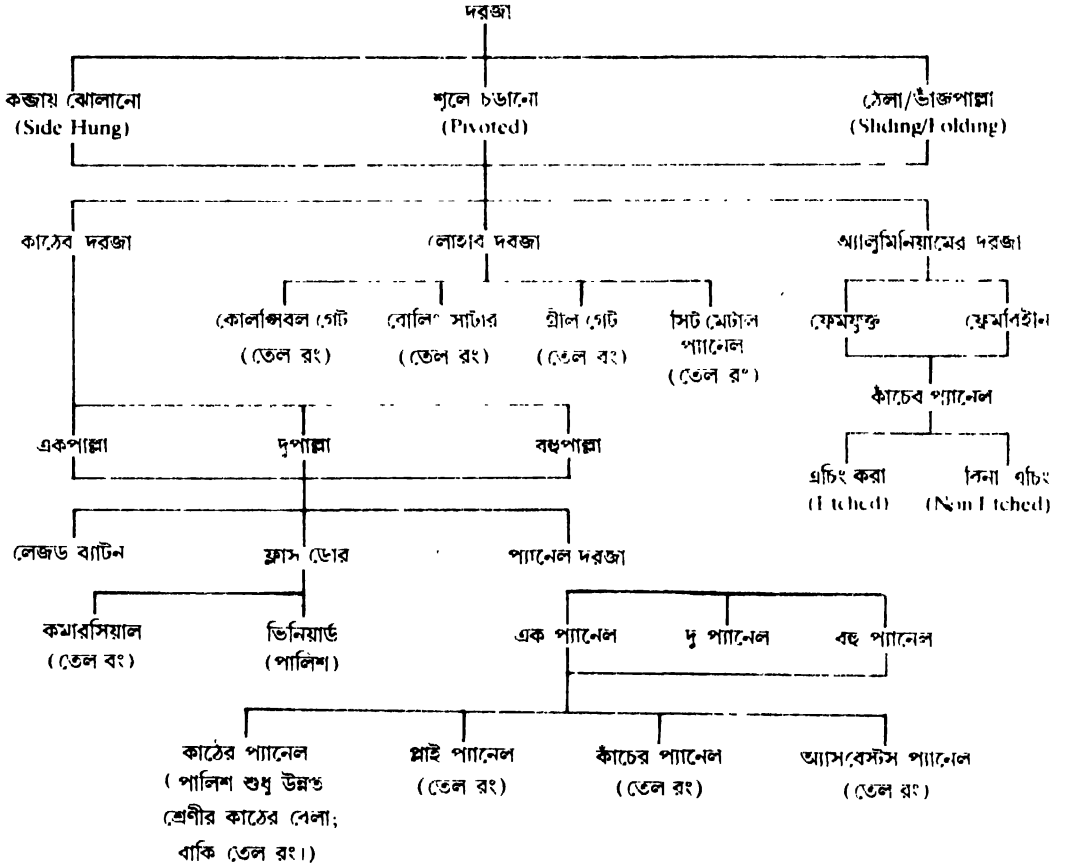 দরজা
কব্জায় ঝোলানো
(Side Hung)
শূলে চড়ানো
(Pivoted)
ঠেলা/ভাঁজপাল্লা
(Sliding/Folding)
কাঠের দরজা
লোহার দরজা
অ্যালুমিনিয়ামের দরজা
কোলাপ্সিবল গেট
(তেল রং)
রোলিং সাটার
(তেল রং)
গ্রীল গেট
(তেল রং)
সিট মেটাল
প্যানেল
(তেল রং)
ফ্রেমযুক্ত
ফ্রেমবিহীন
কাঁচের প্যানেল
একপাল্লা
দুপাল্লা
বহুপাল্লা
এচিং করা
(Etched)
বিনা এচিং
(Non Etched)
লেজড ব্যাটন
ফ্লাস ডোর
প্যানেল দরজা
কমারসিয়াল
(তেল রং)
ভিনিয়ার্ড
(পালিশ)
এক প্যানেল
দু প্যানেল
বহু প্যানেল
কাঠের প্যানেল
(পালিশ শুধু উন্নত
শ্রেণীর কাঠের বেলা;
বাকি তেল রং।)
প্লাই প্যানেল
(তেল রং)
কাঁচের প্যানেল
(তেল রং)
অ্যাসবেস্টস প্যানেল
(তেল রং)